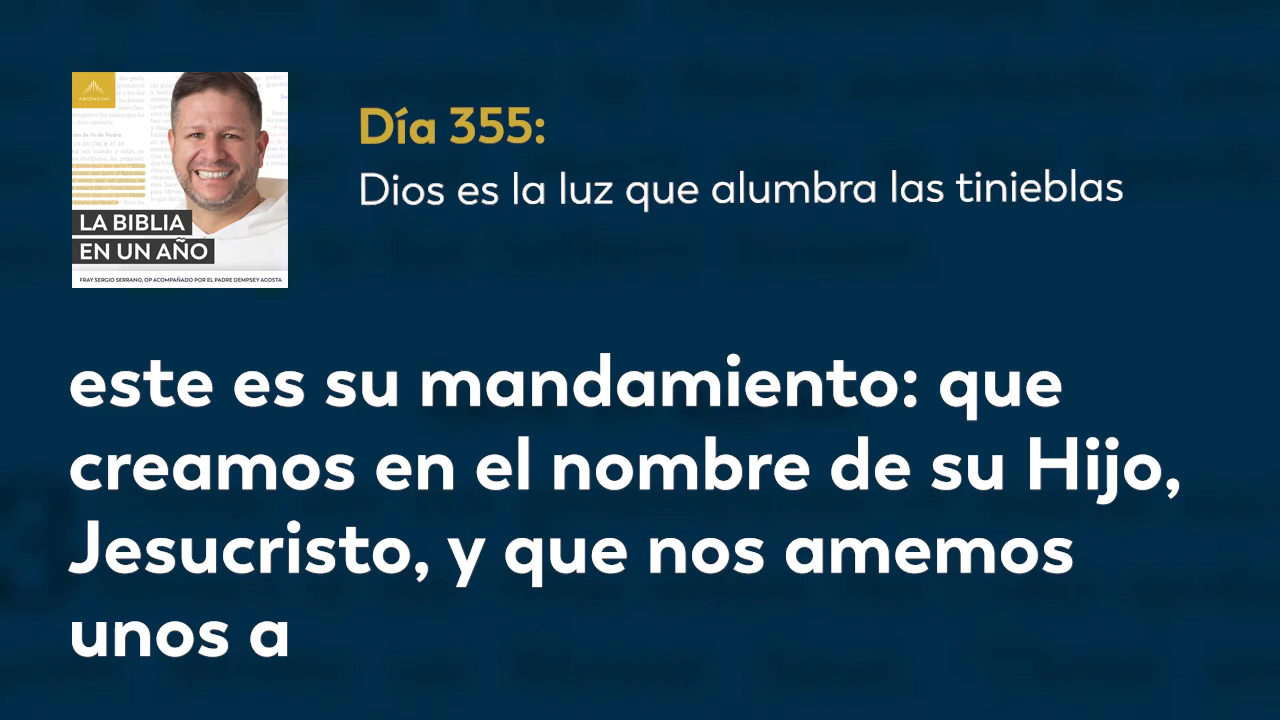 ASCENSION
LA BIBLIA
EN UN AÑO
FRAY SERGIO SERRANO, OP ACOMPAÑADO POR EL PADRE DEMPSEY ACOSTA
Día 355:
Dios es la luz que alumbra las tinieblas
este es su mandamiento: que
creamos en el nombre de su Hijo,
Jesucristo, y que nos amemos
unos a